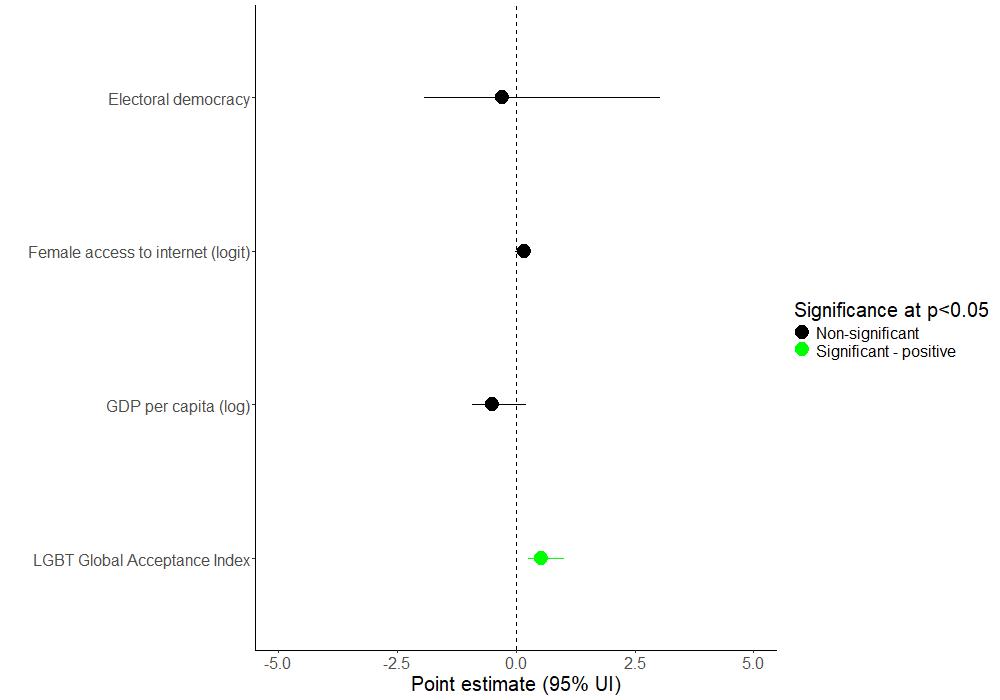 Electoral democracy
Female access to internet (logit)
GDP per capita (log)
LGBT Global Acceptance Index
-5.0 -2.5 0.0 2.5 5.0
Point estimate (95% UI)
Significance at p<0.05
Non-significant
Significant - positive